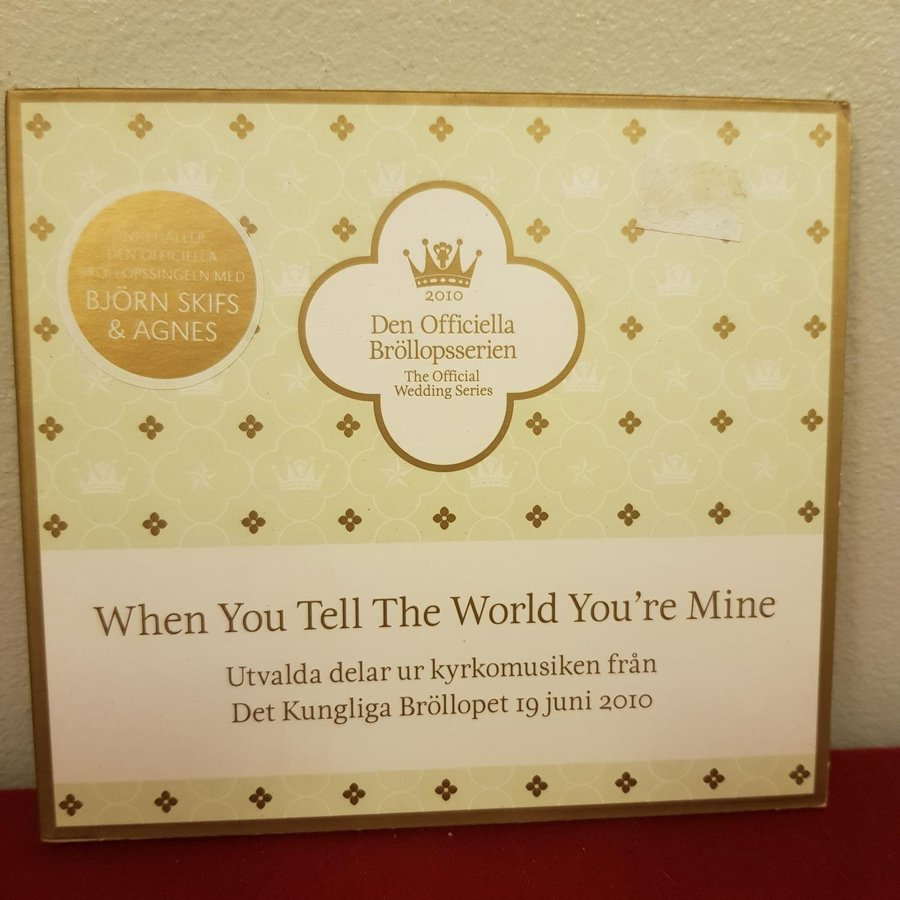 INNEHÅLLER
DEN OFFICIELLA
BRÖLLOPSSINGELN MED
BJÖRN SKIFS
& AGNES
2010
Den Officiella
Bröllopsserien
The Official
Wedding Series
When You Tell The World You're Mine
Utvalda delar ur kyrkomusiken från
Det Kungliga Bröllopet 19 juni 2010